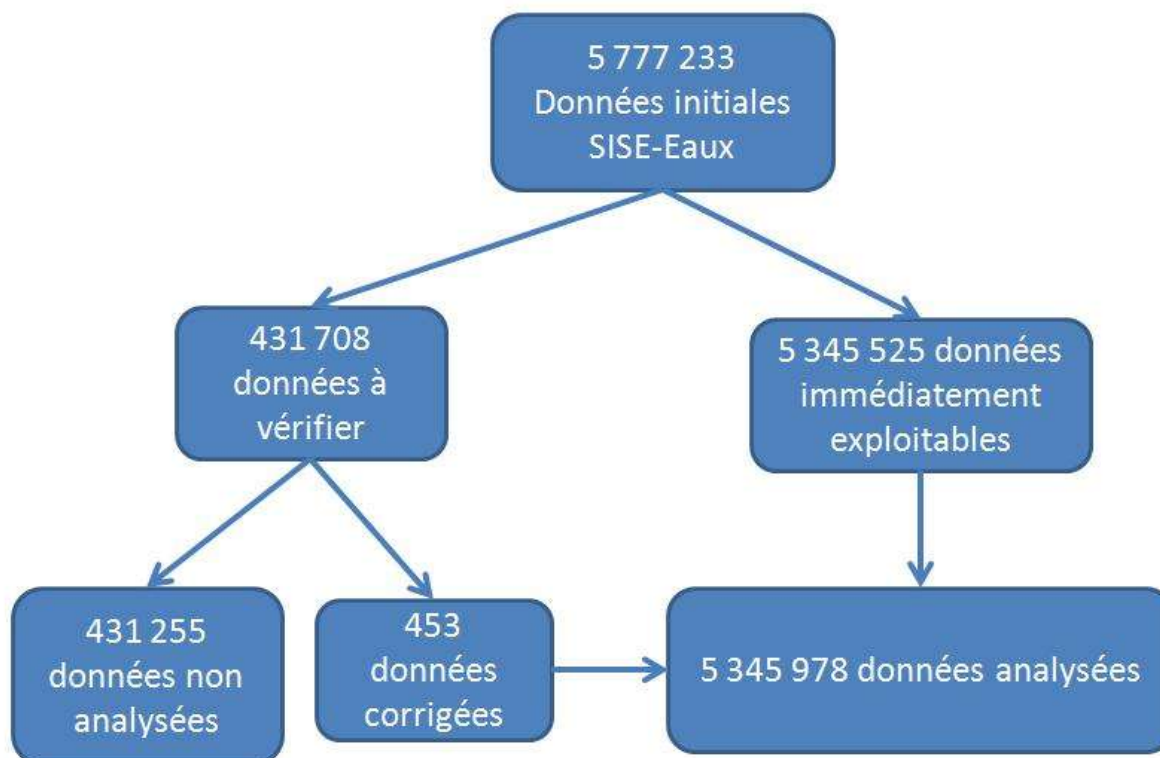 5 777 233
Données initiales
SISE-Eaux
431 708
données à
vérifier
5 345 525 données
immédiatement
exploitables
431 255
données non
analysées
453
données
corrigées
5 345 978 données analysées